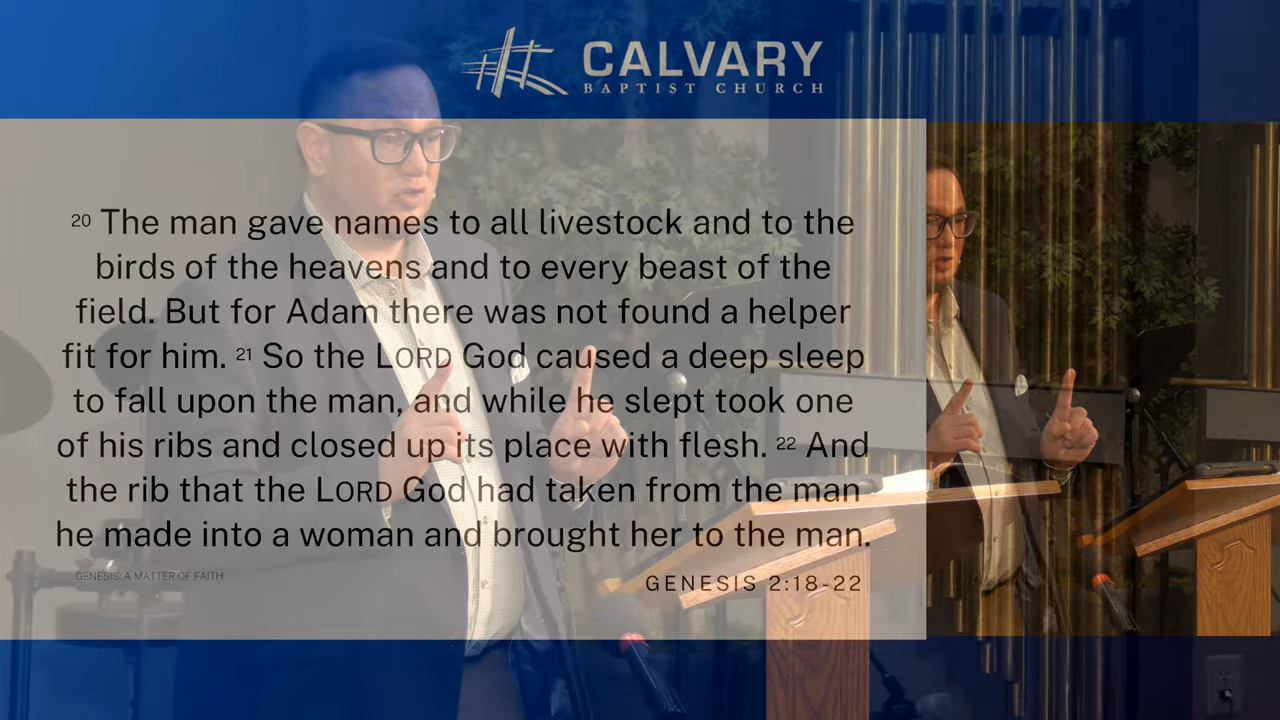 CALVARY
BAPTIST CHURCH
20 The man gave names to all livestock and to the
birds of the heavens and to every beast of the
field. But for Adam there was not found a helper
fit for him. 21 So the LORD God caused a deep sleep
to fall upon the man, and while he slept took one
of his ribs and closed up its place with flesh. 22 And
the rib that the LORD God had taken from the man
he made into a woman and brought her to the man.
GENESIS: A MATTER OF FAITH
GENESIS 2:18-22